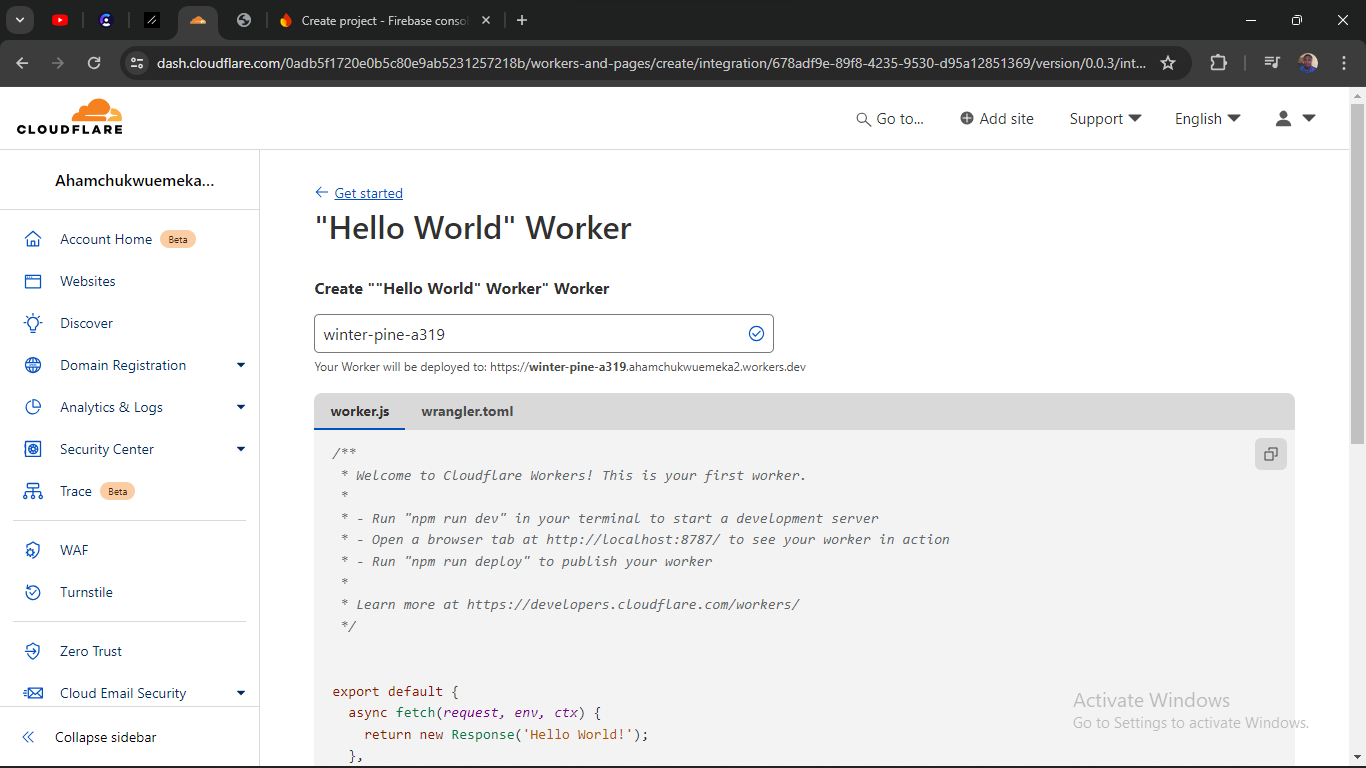 Create project - Firebase consol
dash.cloudflare.com/0adb5f1720e0b5c80e9ab5231257218b/workers-and-pages/create/integration/678adf9e-89f8-4235-9530-d95a12851369/version/0.0.3/int...
CLOUDFLARE
Go to...
Add site
Support
English
Ahamchukwuemeka...
Account Home Beta
Websites
Discover
Domain Registration
Analytics & Logs
Security Center
Trace Beta
WAF
Turnstile
Zero Trust
Cloud Email Security
Collapse sidebar
Get started
"Hello World" Worker
Create ""Hello World" Worker" Worker
winter-pine-a319
Your Worker will be deployed to: https://winter-pine-a319.ahamchukwuemeka2.workers.dev
worker.js wrangler.toml
/**
* Welcome to Cloudflare Workers! This is your first worker.
*
* - Run "npm run dev" in your terminal to start a development server
* - Open a browser tab at http://localhost:8787/ to see your worker in action
* - Run "npm run deploy" to publish your worker
*
* Learn more at https://developers.cloudflare.com/workers/
*/
export default {
async fetch(request, env, ctx) {
return new Response('Hello World!');
},
Activate Windows
Go to Settings to activate Windows.